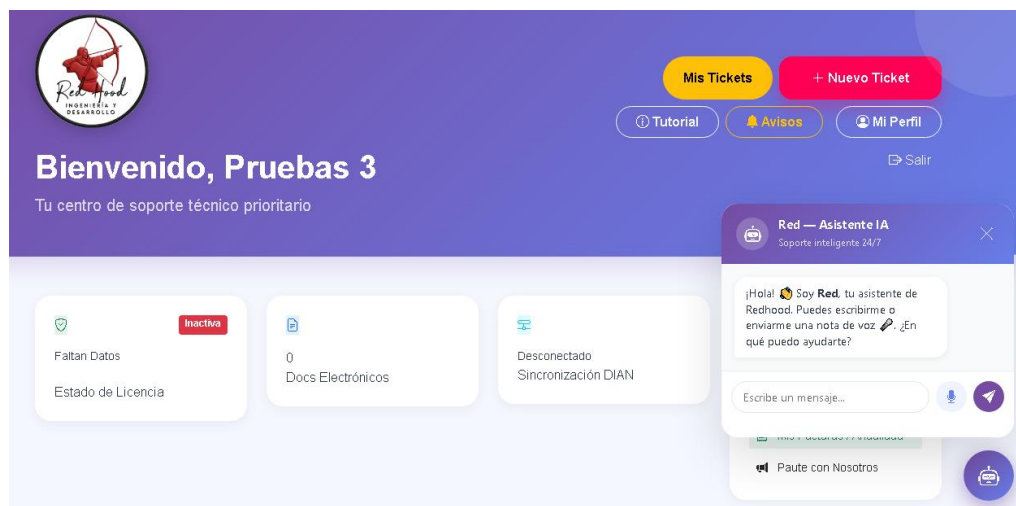 Red Hood
INGENIERÍA Y
DESARROLLO
Mis Tickets
+ Nuevo Ticket
Tutorial
Avisos
Mi Perfil
Salir
Bienvenido, Pruebas 3
Tu centro de soporte técnico prioritario
Inactiva
Faltan Datos
Estado de Licencia
0
Docs Electrónicos
Desconectado
Sincronización DIAN
Red — Asistente IA
Soporte inteligente 24/7
¡Hola! 👋 Soy Red, tu asistente de
Redhood. Puedes escribirme o
enviarme una nota de voz 🎤. ¿En
qué puedo ayudarte?
Escribe un mensaje...
Mis Facturas / Anualidad
Paute con Nosotros